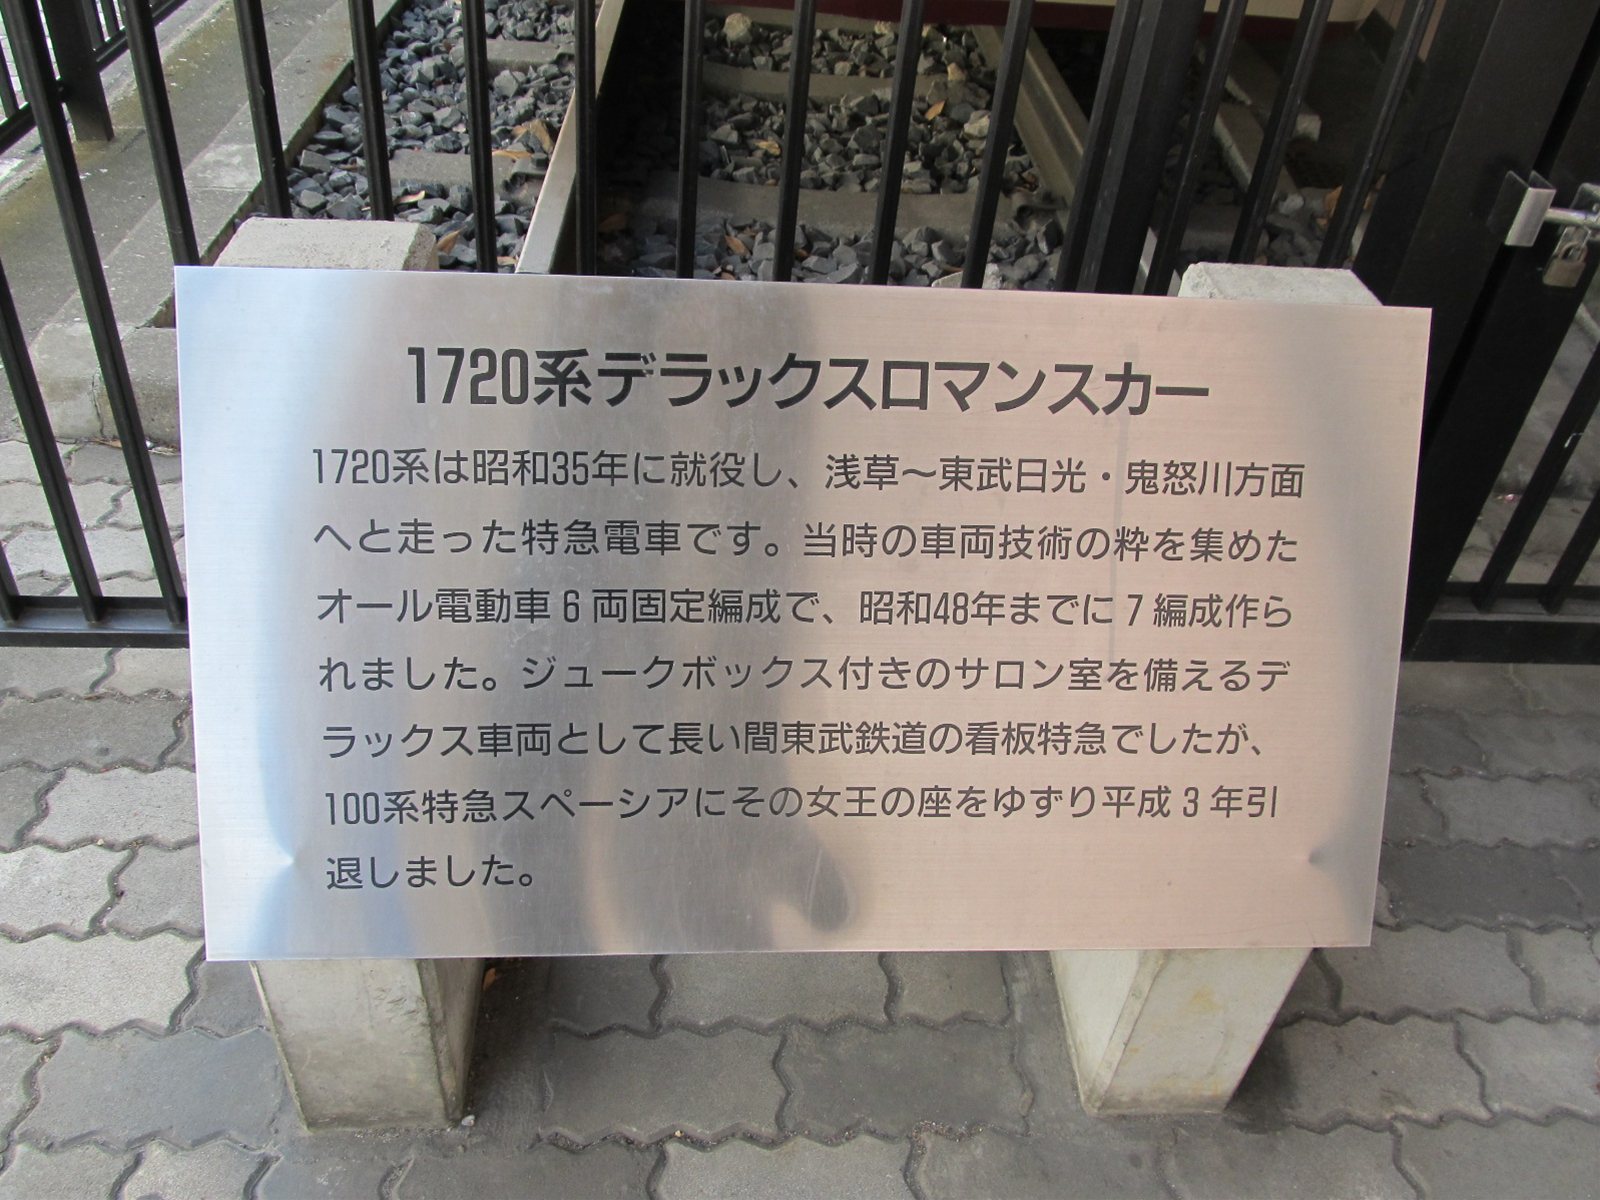 1720系デラックスロマンスカー
1720系は昭和35年に就役し、浅草～東武日光・鬼怒川方面
へと走った特急電車です。当時の車両技術の粋を集めた
オール電動車6両固定編成で、昭和48年までに7編成作ら
れました。ジュークボックス付きのサロン室を備えるデ
ラックス車両として長い間東武鉄道の看板特急でしたが、
100系特急スペーシアにその女王の座をゆずり平成3年引
退しました。